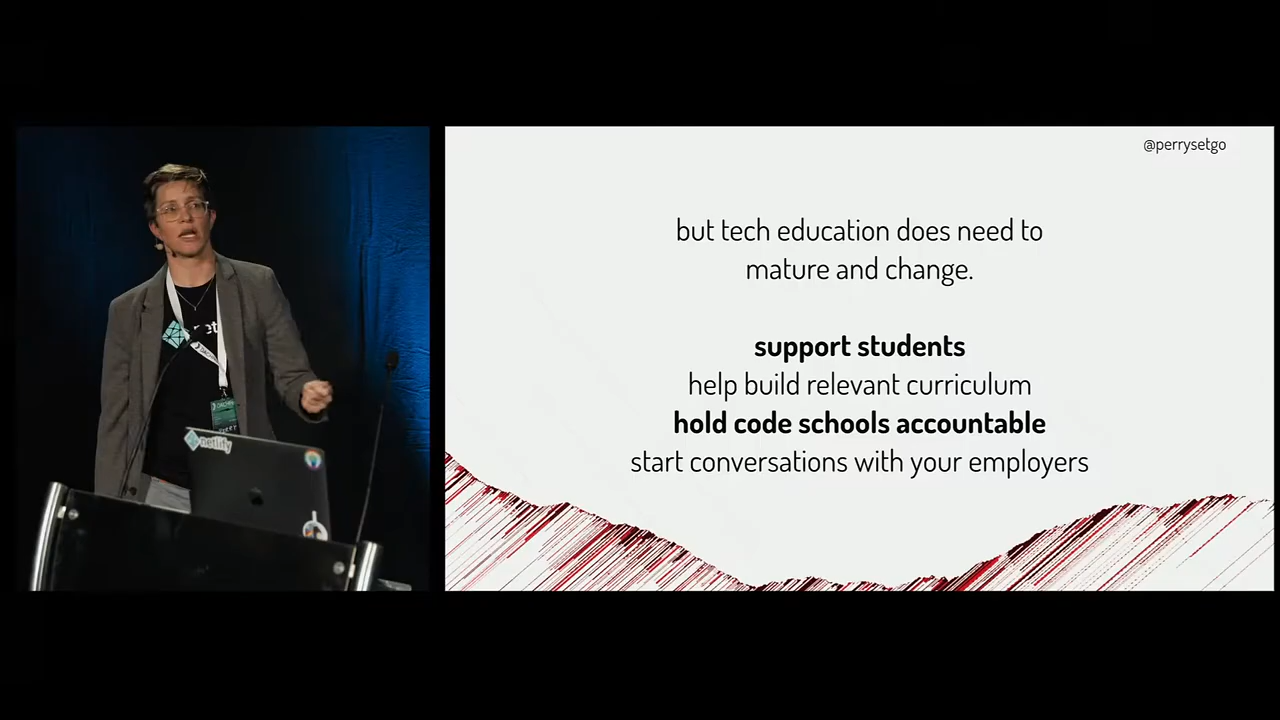 @perrysetgo
but tech education does need to
mature and change.
support students
help build relevant curriculum
hold code schools accountable
start conversations with your employers
netlify